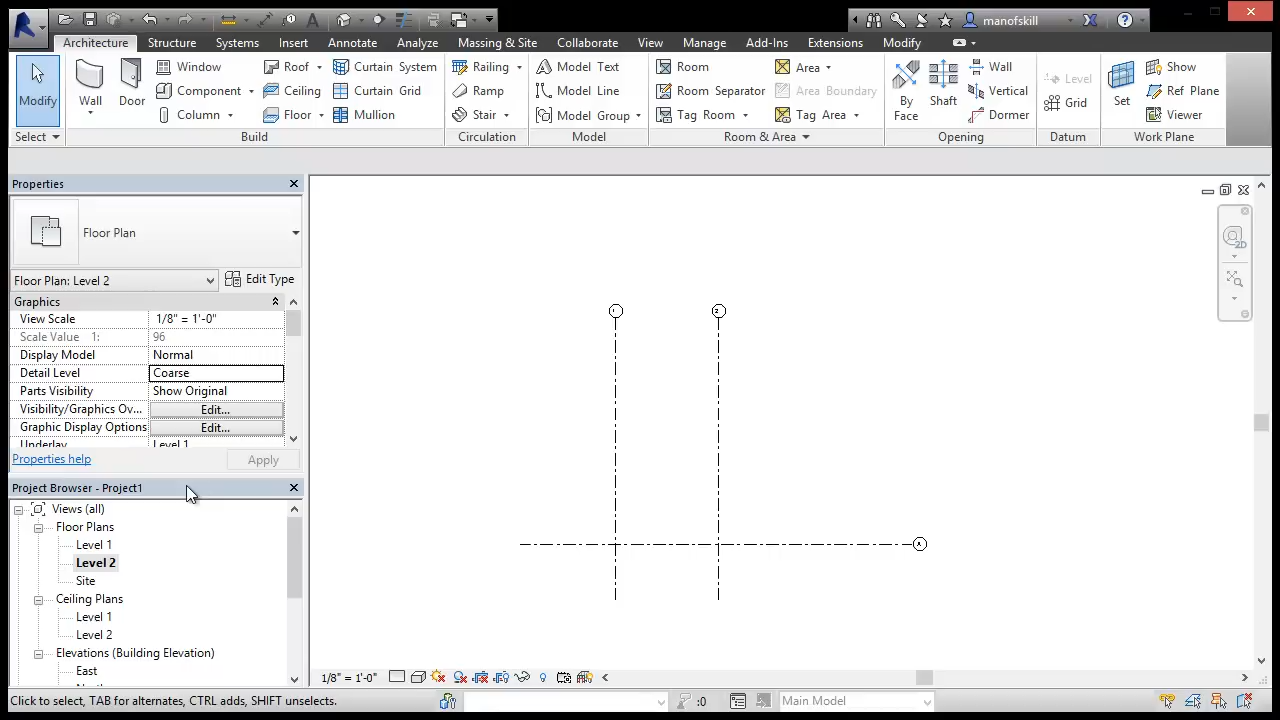 manofskill
Architecture Structure Systems Insert Annotate Analyze Massing & Site Collaborate View Manage Add-Ins Extensions Modify
Modify
Wall
Door
Window
Component
Column
Roof
Ceiling
Floor
Curtain System
Curtain Grid
Mullion
Railing
Ramp
Stair
Model Text
Model Line
Model Group
Room
Room Separator
Tag Room
Area
Area Boundary
Tag Area
By
Face
Shaft
Wall
Vertical
Dormer
Level
Grid
Set
Show
Ref Plane
Viewer
Select Build Circulation Model Room & Area Opening Datum Work Plane
Properties
Floor Plan
Floor Plan: Level 2 Edit Type
Graphics
View Scale 1/8" = 1'-0"
Scale Value 1: 96
Display Model Normal
Detail Level Coarse
Parts Visibility Show Original
Visibility/Graphics Ov... Edit...
Graphic Display Options Edit...
Underlay Level 1
Properties help Apply
Project Browser - Project1
Views (all)
Floor Plans
Level 1
Level 2
Site
Ceiling Plans
Level 1
Level 2
Elevations (Building Elevation)
East
1 2
A
2D
1/8" = 1'-0"
Click to select, TAB for alternates, CTRL adds, SHIFT unselects. :0 Main Model